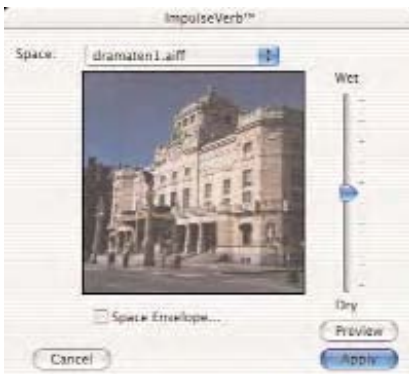 ImpulseVerb™
Space: dramaten1.aiff
Wet
Space Envelope...
Dry
Preview
Cancel Apply